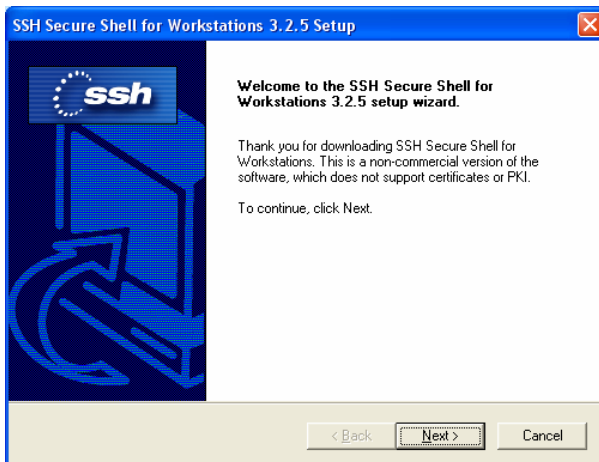 SSH Secure Shell for Workstations 3.2.5 Setup
ssh
Welcome to the SSH Secure Shell for
Workstations 3.2.5 setup wizard.
Thank you for downloading SSH Secure Shell for
Workstations. This is a non-commercial version of the
software, which does not support certificates or PKI.
To continue, click Next.
< Back Next > Cancel